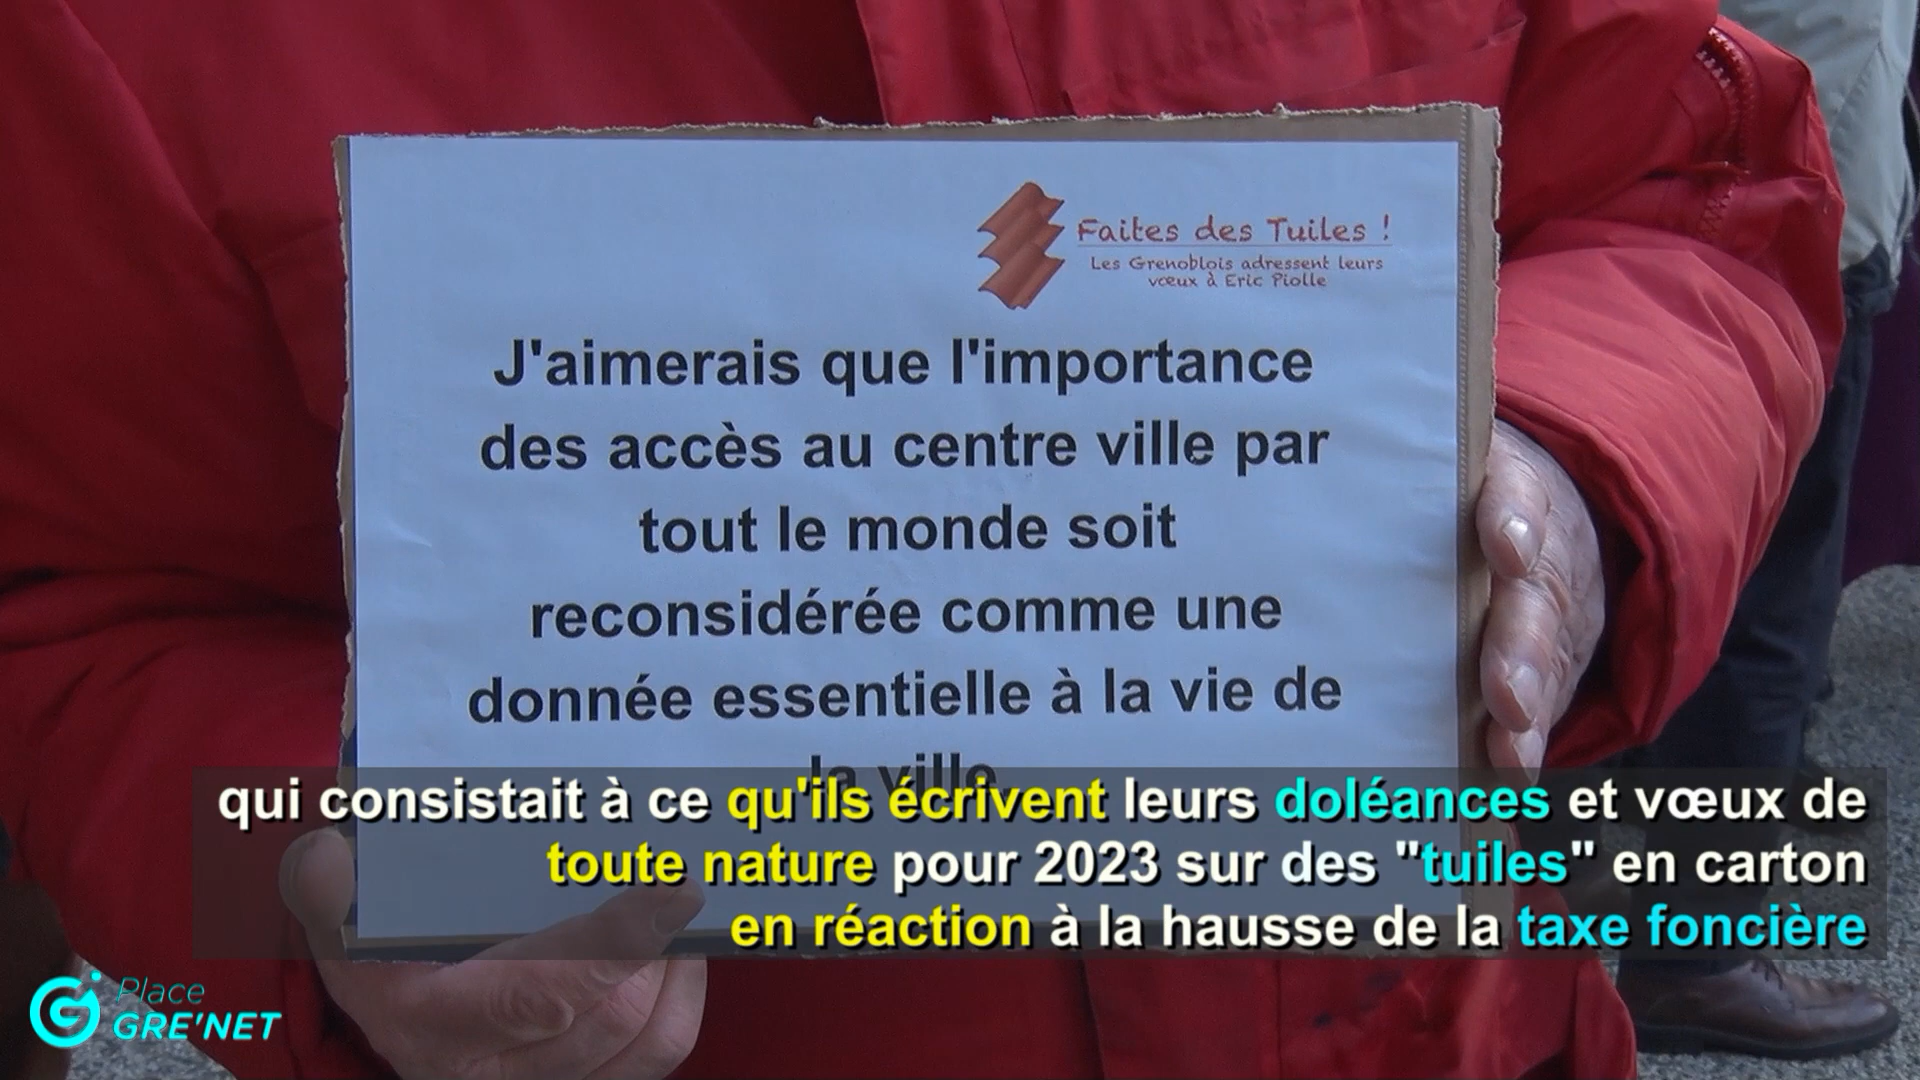 Faites des Tuiles !
Les Grenoblois adressent leurs
vœux à Eric Piolle
J'aimerais que l'importance
des accès au centre ville par
tout le monde soit
reconsidérée comme une
donnée essentielle à la vie de
la ville.
qui consistait à ce qu'ils écrivent leurs doléances et vœux de
toute nature pour 2023 sur des "tuiles" en carton
en réaction à la hausse de la taxe foncière
Place
GRE'NET